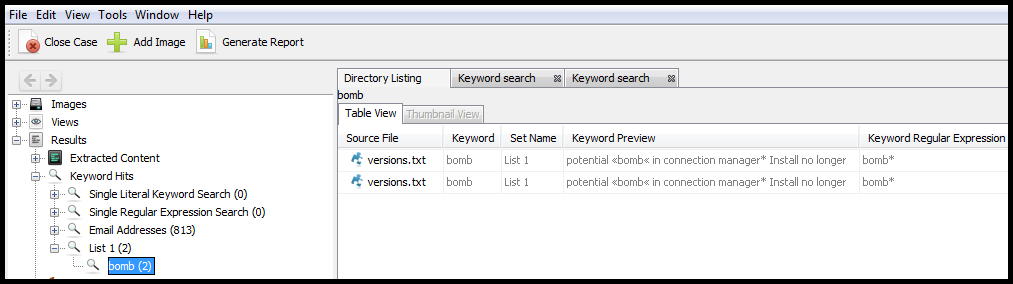 File Edit View Tools Window Help
Close Case Add Image Generate Report
Directory Listing Keyword search Keyword search
bomb
Table View Thumbnail View
Source File Keyword Set Name Keyword Preview Keyword Regular Expression
versions.txt bomb List 1 potential «bomb« in connection manager* Install no longer bomb*
versions.txt bomb List 1 potential «bomb« in connection manager* Install no longer bomb*
Images
Views
Results
Extracted Content
Keyword Hits
Single Literal Keyword Search (0)
Single Regular Expression Search (0)
Email Addresses (813)
List 1 (2)
bomb (2)